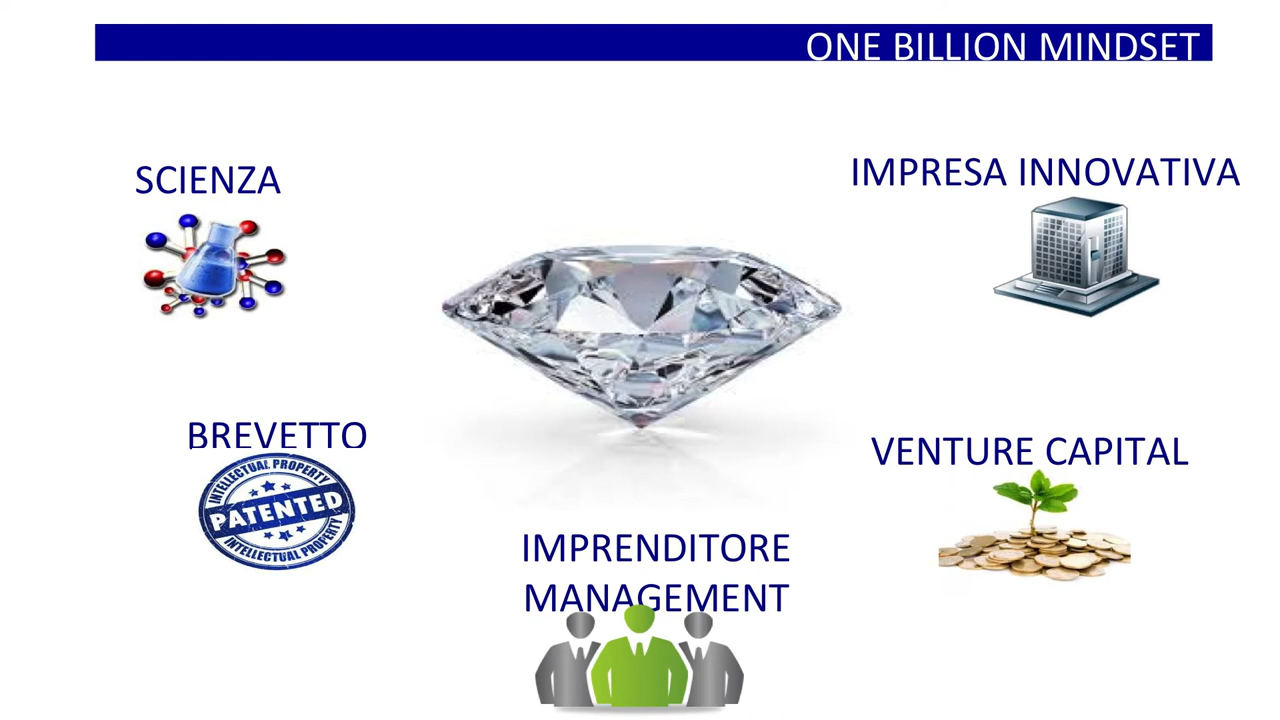 ONE BILLION MINDSET
SCIENZA
IMPRESA INNOVATIVA
BREVETTO
INTELLECTUAL PROPERTY
PATENTED
INTELLECTUAL PROPERTY
VENTURE CAPITAL
IMPRENDITORE
MANAGEMENT